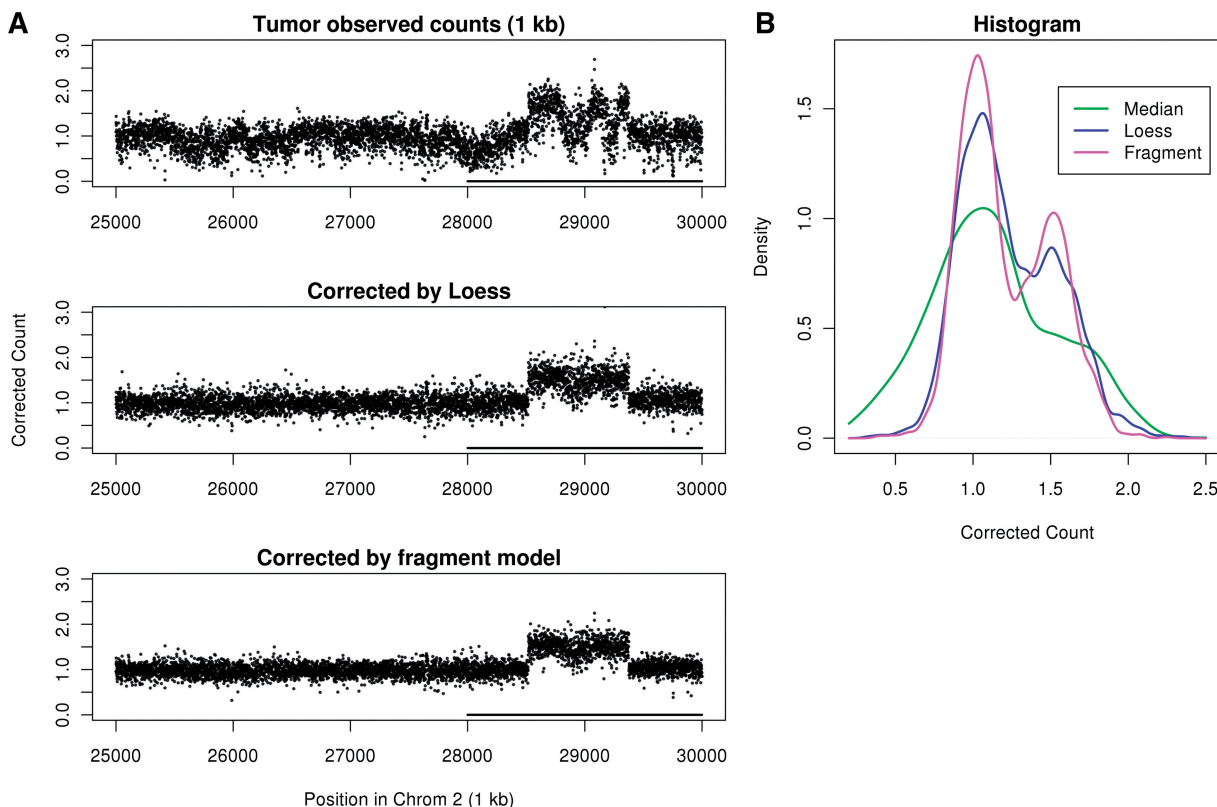 A
Tumor observed counts (1 kb)
0.0 1.0 2.0 3.0
25000 26000 27000 28000 29000 30000
Corrected by Loess
Corrected Count
0.0 1.0 2.0 3.0
25000 26000 27000 28000 29000 30000
Corrected by fragment model
0.0 1.0 2.0 3.0
25000 26000 27000 28000 29000 30000
Position in Chrom 2 (1 kb)
B
Histogram
Median
Loess
Fragment
Density
0.0 0.5 1.0 1.5
0.5 1.0 1.5 2.0 2.5
Corrected Count